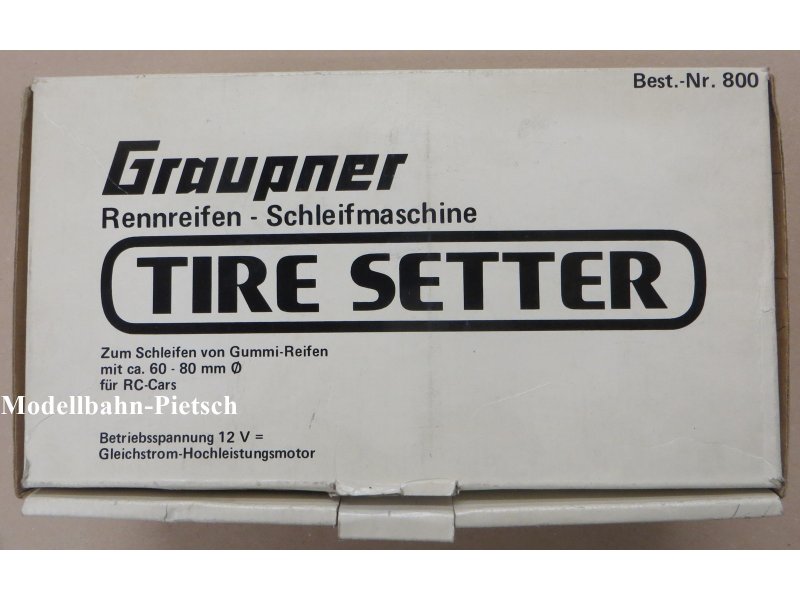 Best.-Nr. 800
Graupner
Rennreifen - Schleifmaschine
TIRE SETTER
Zum Schleifen von Gummi-Reifen
mit ca. 60 - 80 mm Ø
für RC-Cars
Modellbahn-Pietsch
Betriebsspannung 12 V =
Gleichstrom-Hochleistungsmotor